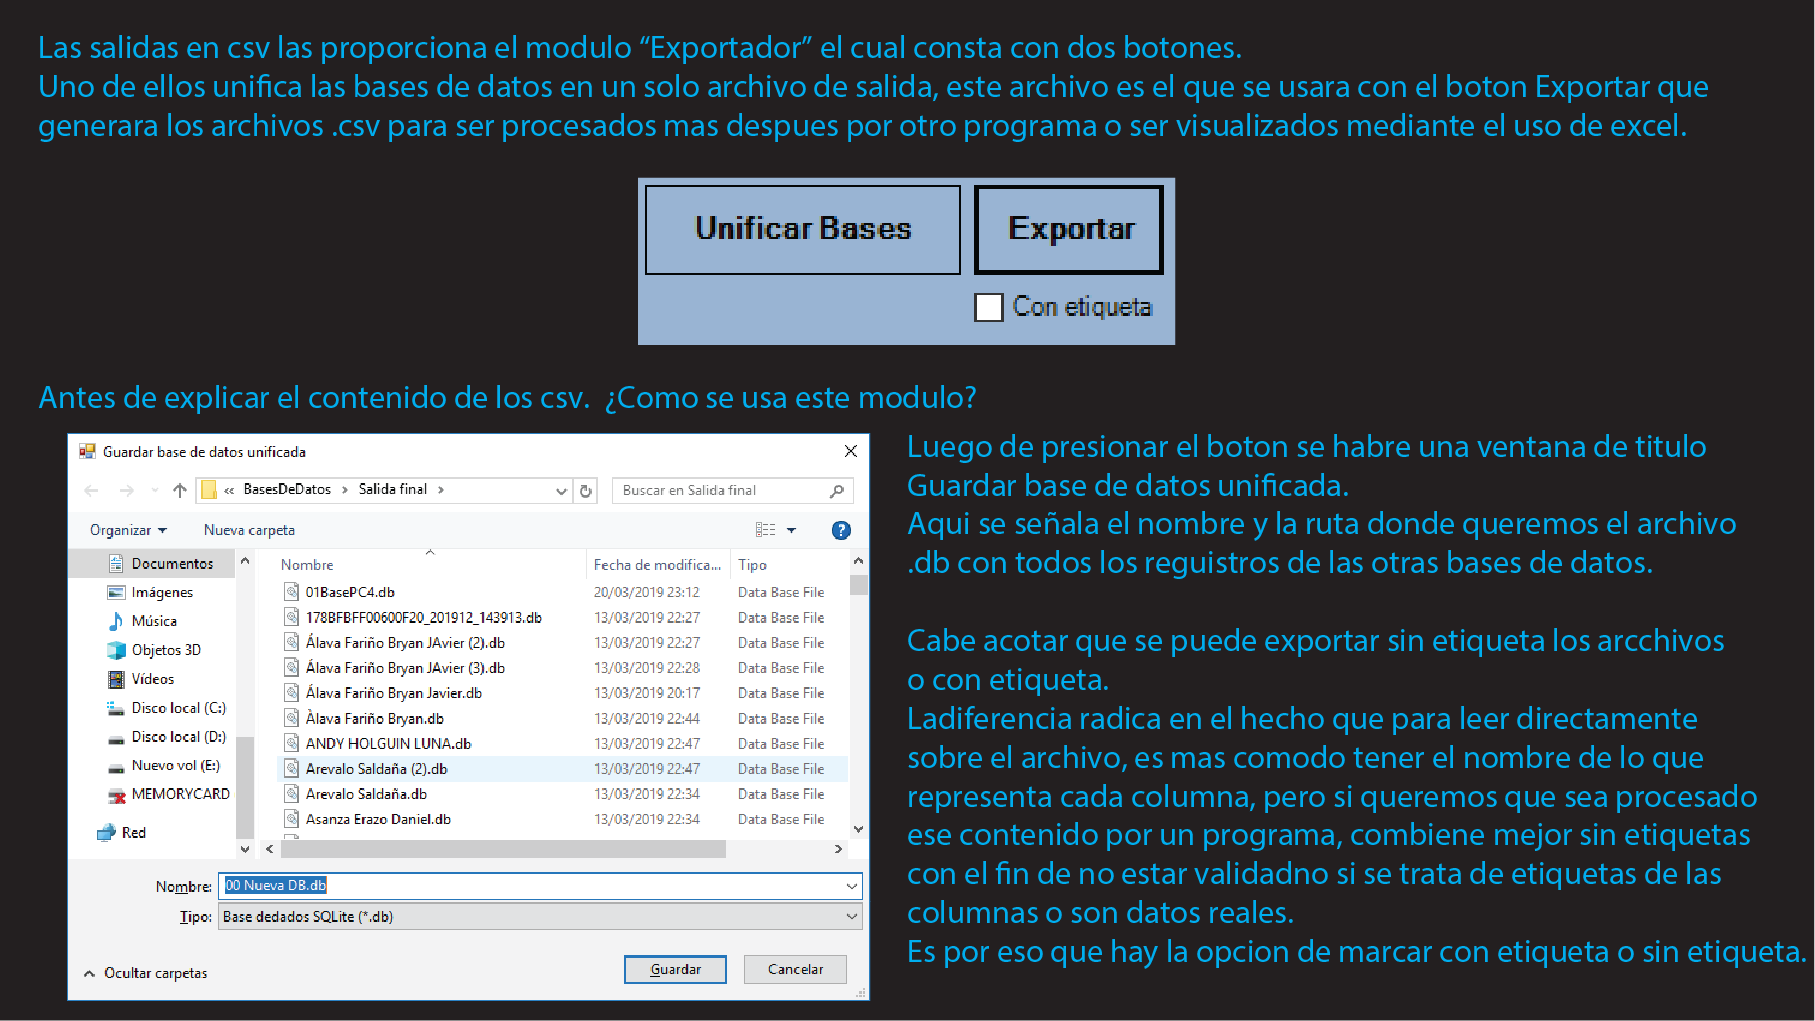 Las salidas en csv las proporciona el modulo “Exportador” el cual consta con dos botones.
Uno de ellos unifica las bases de datos en un solo archivo de salida, este archivo es el que se usara con el boton Exportar que
generara los archivos .csv para ser procesados mas despues por otro programa o ser visualizados mediante el uso de excel.
Unificar Bases
Exportar
Con etiqueta
Antes de explicar el contenido de los csv.  ¿Como se usa este modulo?
Guardar base de datos unificada
« BasesDeDatos › Salida final ›
Buscar en Salida final
Organizar
Nueva carpeta
Documentos
Imágenes
Música
Objetos 3D
Vídeos
Disco local (C:)
Disco local (D:)
Nuevo vol (E:)
MEMORYCARD
Red
Nombre Fecha de modifica... Tipo
01BasePC4.db 20/03/2019 23:12 Data Base File
178BFBFF00600F20_201912_143913.db 13/03/2019 22:27 Data Base File
Álava Fariño Bryan JAvier (2).db 13/03/2019 22:27 Data Base File
Álava Fariño Bryan JAvier (3).db 13/03/2019 22:28 Data Base File
Álava Fariño Bryan Javier.db 13/03/2019 20:17 Data Base File
Àlava Fariño Bryan.db 13/03/2019 22:44 Data Base File
ANDY HOLGUIN LUNA.db 13/03/2019 22:47 Data Base File
Arevalo Saldaña (2).db 13/03/2019 22:47 Data Base File
Arevalo Saldaña.db 13/03/2019 22:34 Data Base File
Asanza Erazo Daniel.db 13/03/2019 22:34 Data Base File
Nombre: 00 Nueva DB.db
Tipo: Base dedados SQLite (*.db)
Ocultar carpetas
Guardar
Cancelar
Luego de presionar el boton se habre una ventana de titulo
Guardar base de datos unificada.
Aqui se señala el nombre y la ruta donde queremos el archivo
.db con todos los reguistros de las otras bases de datos.
Cabe acotar que se puede exportar sin etiqueta los arcchivos
o con etiqueta.
Ladiferencia radica en el hecho que para leer directamente
sobre el archivo, es mas comodo tener el nombre de lo que
representa cada columna, pero si queremos que sea procesado
ese contenido por un programa, combiene mejor sin etiquetas
con el fin de no estar validadno si se trata de etiquetas de las
columnas o son datos reales.
Es por eso que hay la opcion de marcar con etiqueta o sin etiqueta.